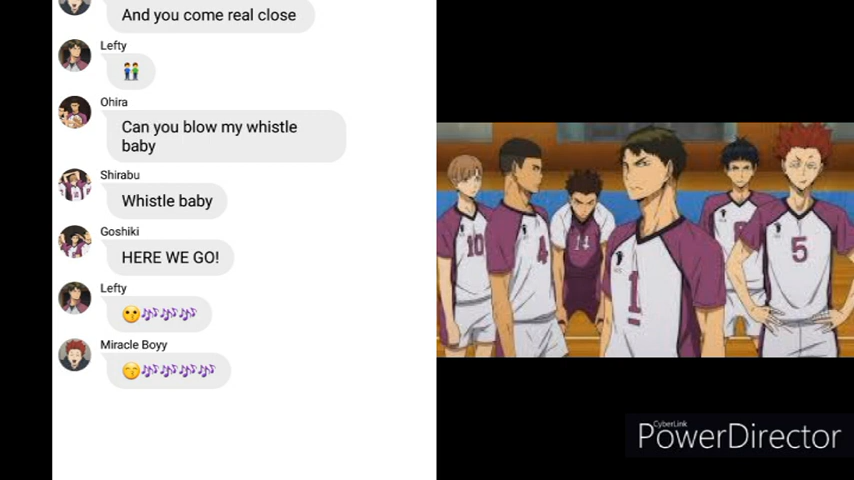 And you come real close
Lefty
👬
Ohira
Can you blow my whistle
baby
Shirabu
Whistle baby
Goshiki
HERE WE GO!
Lefty
😗🎶🎶🎶
Miracle Boyy
😙🎶🎶🎶🎶
10
4
14
1
5
CyberLink
PowerDirector